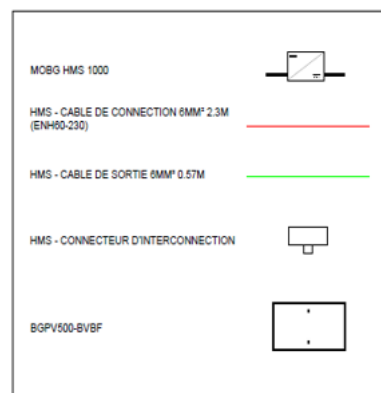 MOBG HMS 1000
HMS - CABLE DE CONNECTION 6MM² 2.3M
(ENH60-230)
HMS - CABLE DE SORTIE 6MM² 0.57M
HMS - CONNECTEUR D'INTERCONNECTION
BGPV500-BVBF